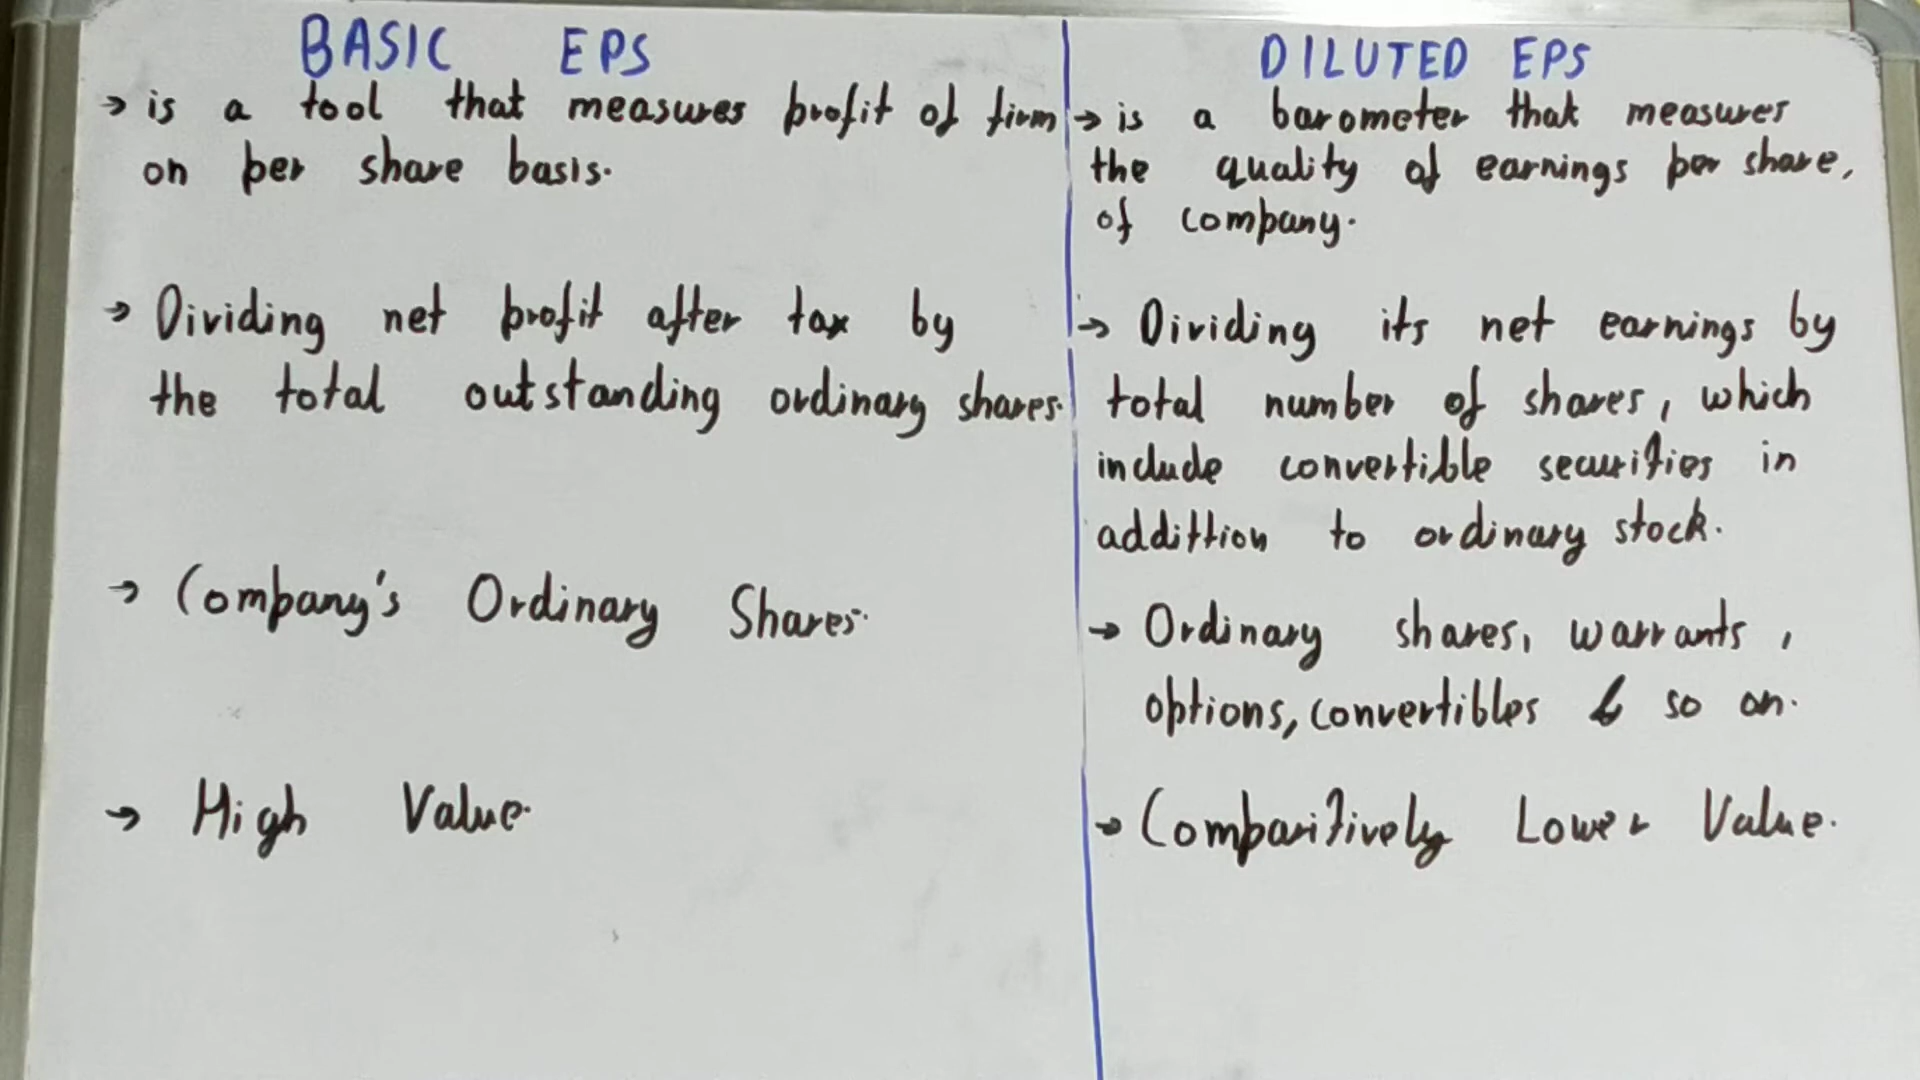 BASIC EPS
→ is a tool that measures profit of firm
on per share basis.
→ Dividing net profit after tax by
the total outstanding ordinary shares.
→ Company's Ordinary Shares.
→ High Value.
DILUTED EPS
→ is a barometer that measures
the quality of earnings per share,
of company.
→ Dividing its net earnings by
total number of shares, which
include convertible securities in
addittion to ordinary stock.
→ Ordinary shares, warrants,
options, convertibles & so on.
→ Comparitively Lower Value.